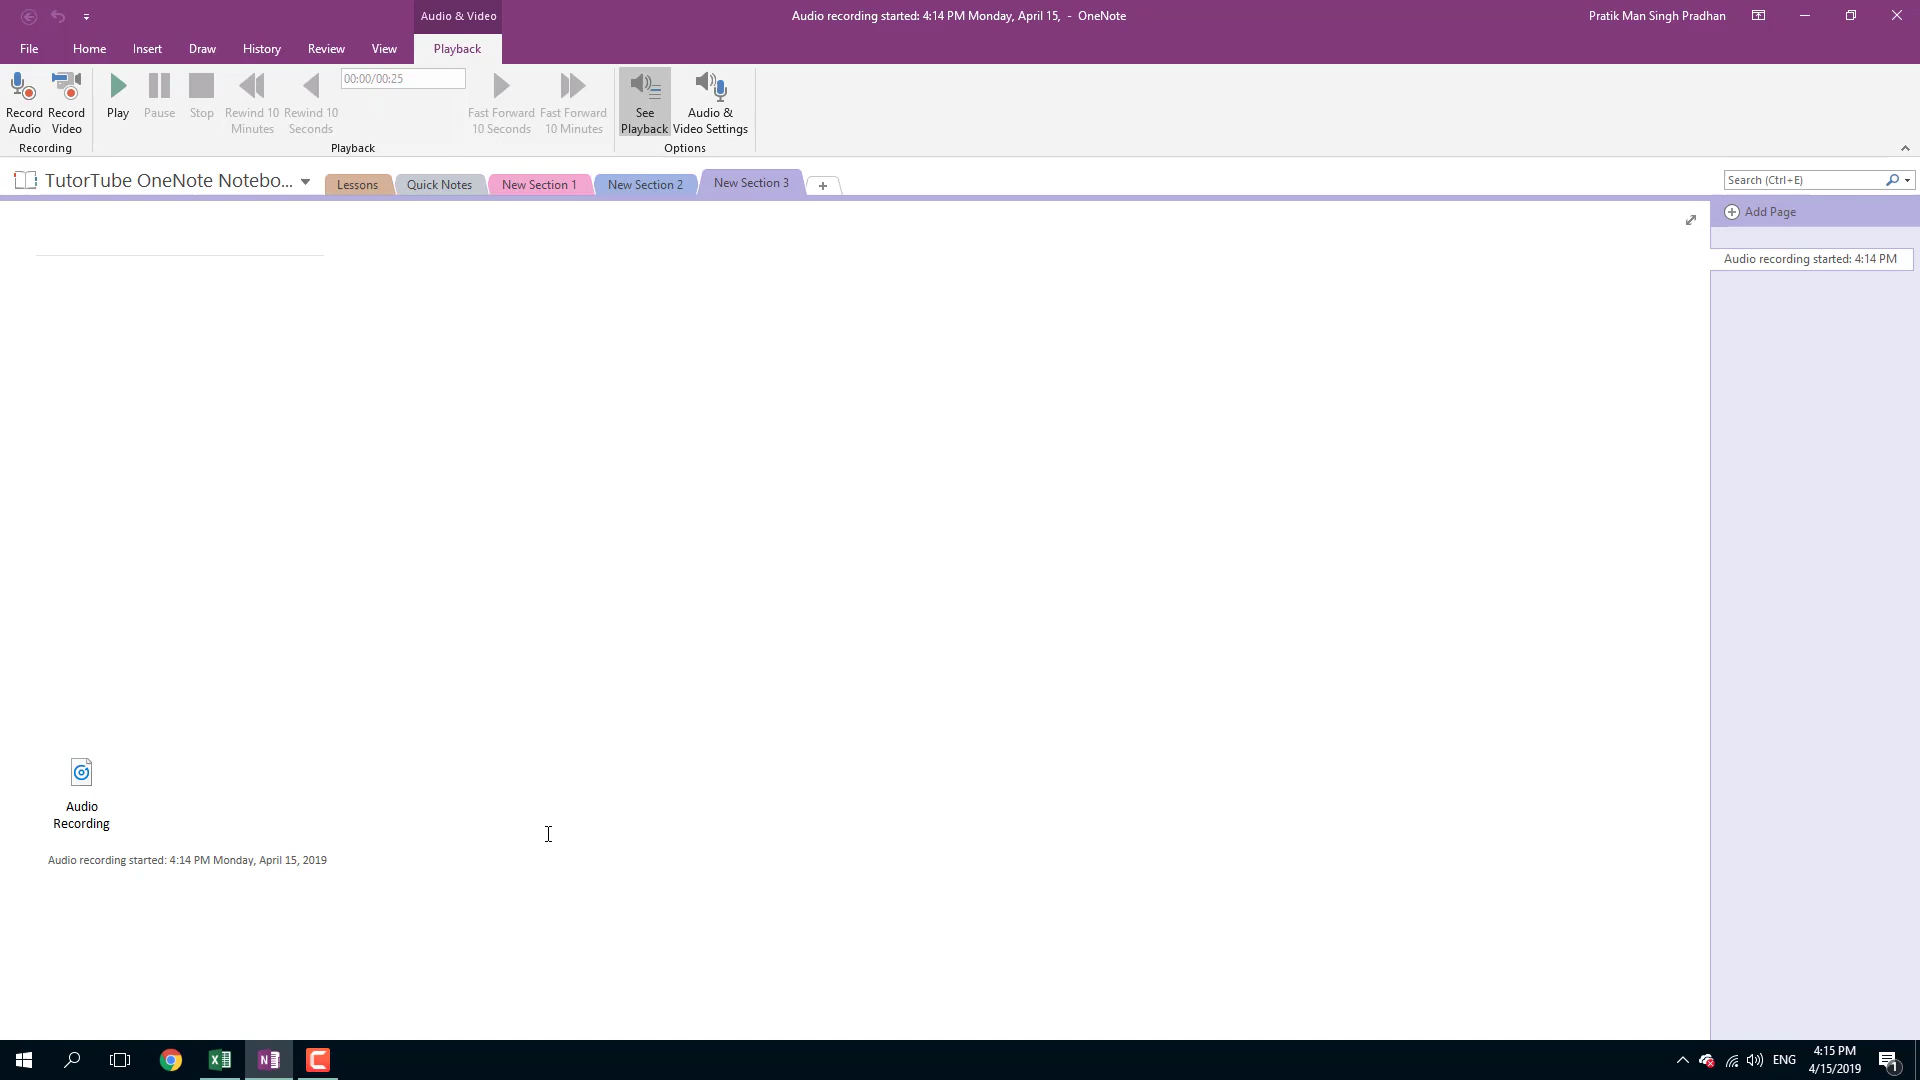 Audio & Video
Audio recording started: 4:14 PM Monday, April 15,  -  OneNote
Pratik Man Singh Pradhan
File
Home
Insert
Draw
History
Review
View
Playback
Record Audio
Record Video
Recording
Play
Pause
Stop
Rewind 10 Minutes
Rewind 10 Seconds
00:00/00:25
Fast Forward 10 Seconds
Fast Forward 10 Minutes
Playback
See Playback
Audio & Video Settings
Options
TutorTube OneNote Notebo...
Lessons
Quick Notes
New Section 1
New Section 2
New Section 3
Search (Ctrl+E)
Add Page
Audio recording started: 4:14 PM
Audio
Recording
Audio recording started: 4:14 PM Monday, April 15, 2019
ENG
4:15 PM
4/15/2019
1